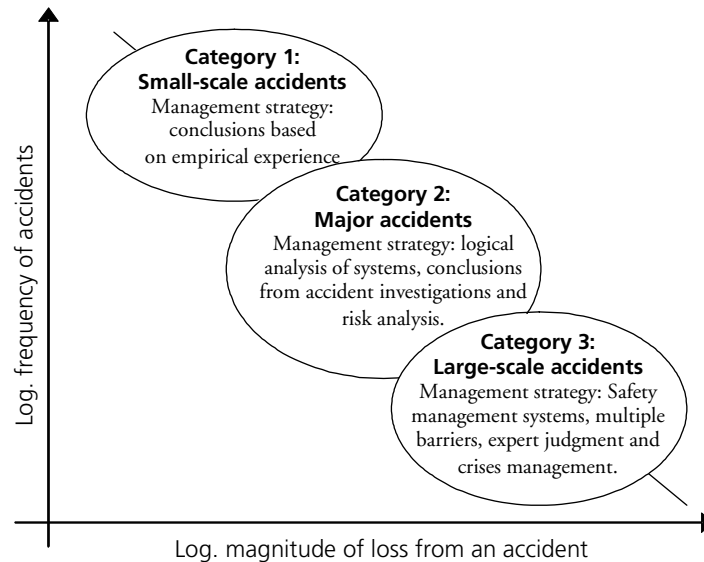 Log. frequency of accidents
Category 1:
Small-scale accidents
Management strategy:
conclusions based
on empirical experience
Category 2:
Major accidents
Management strategy: logical
analysis of systems, conclusions
from accident investigations and
risk analysis.
Category 3:
Large-scale accidents
Management strategy: Safety
management systems, multiple
barriers, expert judgment and
crises management.
Log. magnitude of loss from an accident